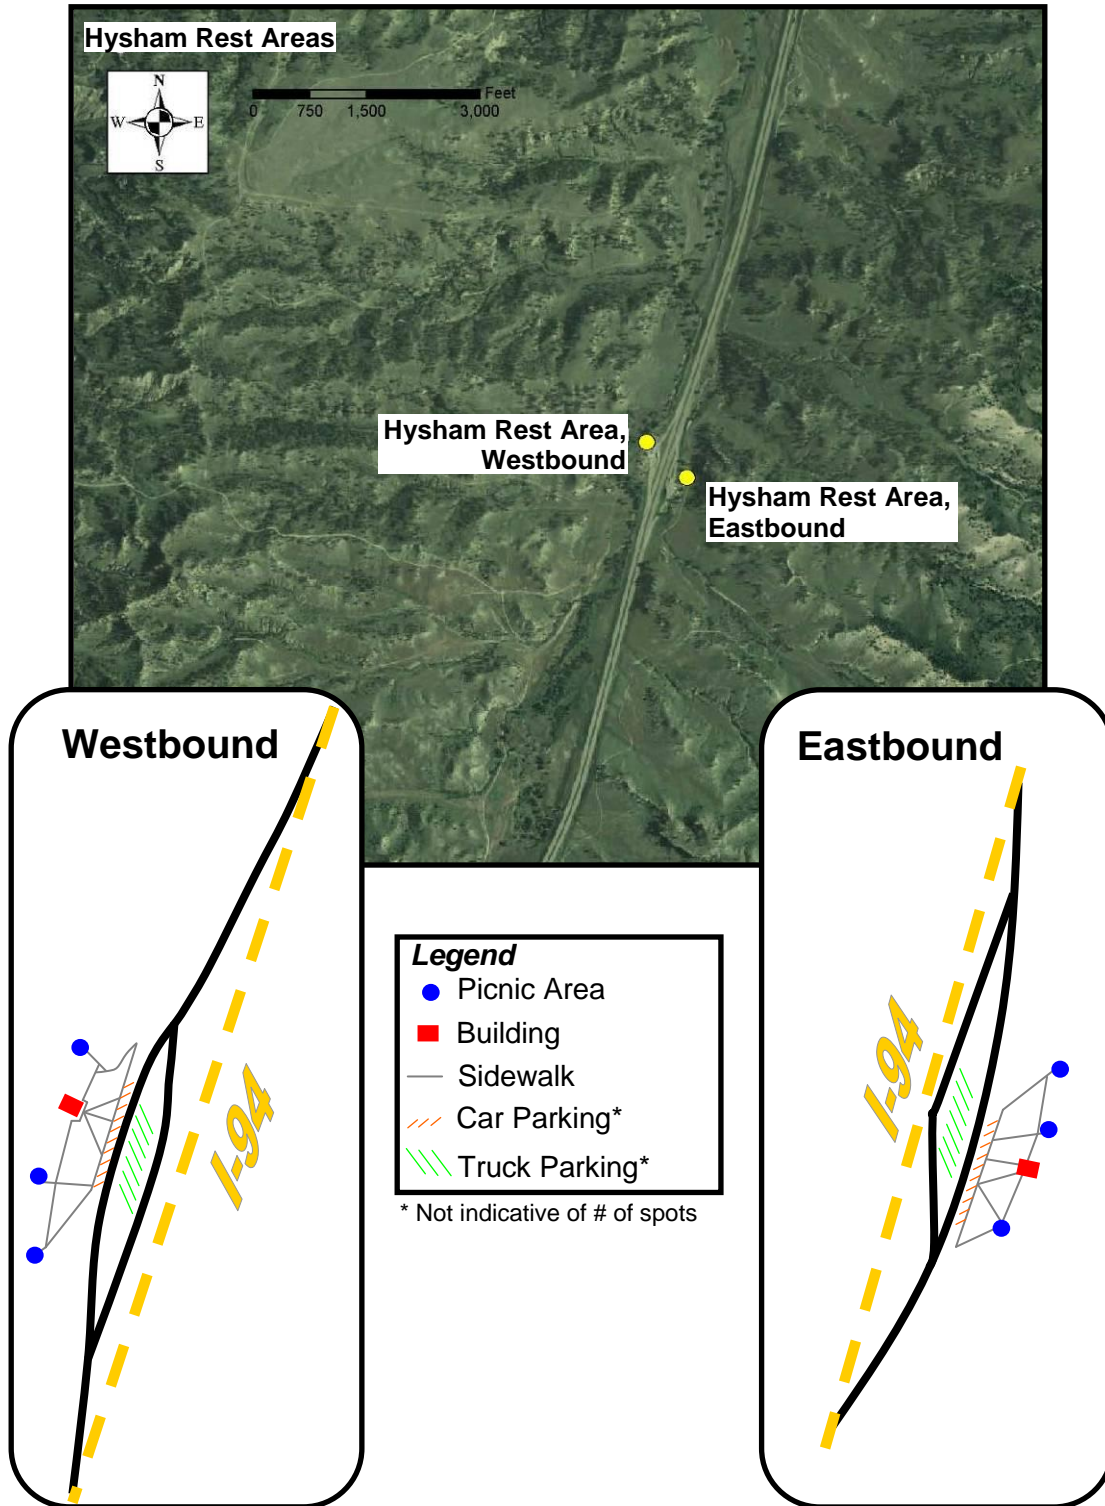 Hysham Rest Areas
N
W E
S
Feet
0 750 1,500 3,000
Hysham Rest Area,
Westbound
Hysham Rest Area,
Eastbound
Westbound
I-94
Eastbound
I-94
Legend
Picnic Area
Building
Sidewalk
Car Parking*
Truck Parking*
* Not indicative of # of spots